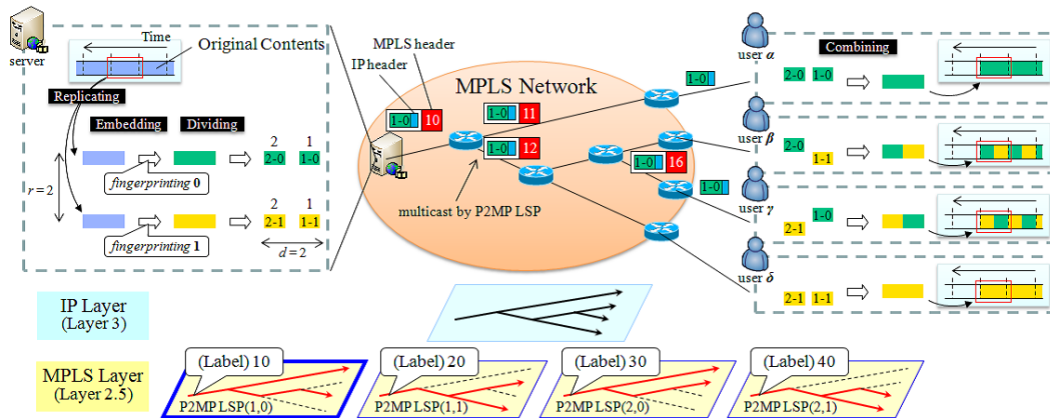 server
Time
Original Contents
Replicating
Embedding
Dividing
2
1
2-0
1-0
fingerprinting 0
r = 2
2
1
2-1
1-1
fingerprinting 1
d = 2
MPLS header
IP header
MPLS Network
1-0
10
1-0
11
1-0
12
1-0
16
1-0
1-0
multicast by P2MP LSP
user α
Combining
2-0
1-0
user β
2-0
1-1
user γ
1-0
2-1
user δ
2-1
1-1
IP Layer
(Layer 3)
MPLS Layer
(Layer 2.5)
(Label) 10
P2MP LSP(1,0)
(Label) 20
P2MP LSP(1,1)
(Label) 30
P2MP LSP(2,0)
(Label) 40
P2MP LSP(2,1)